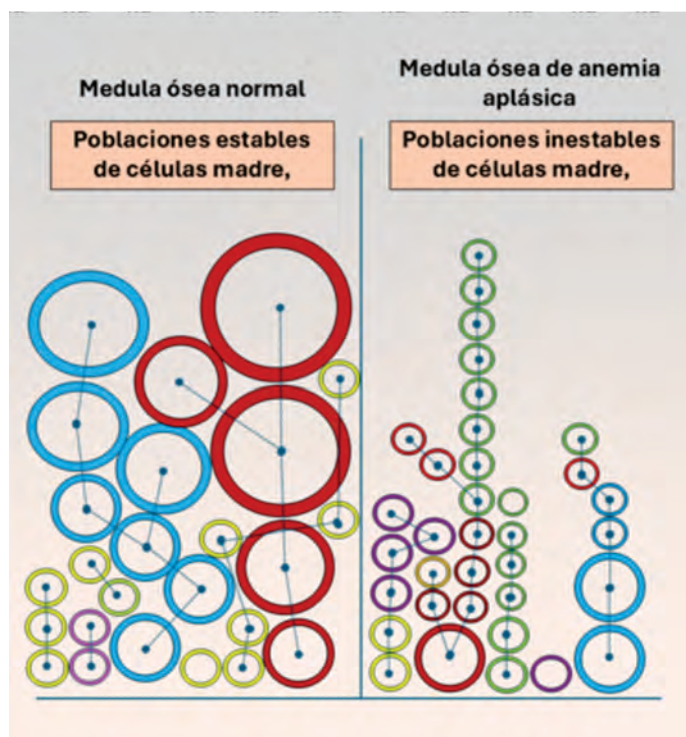 Medula ósea normal
Poblaciones estables
de células madre,
Medula ósea de anemia
aplásica
Poblaciones inestables
de células madre,